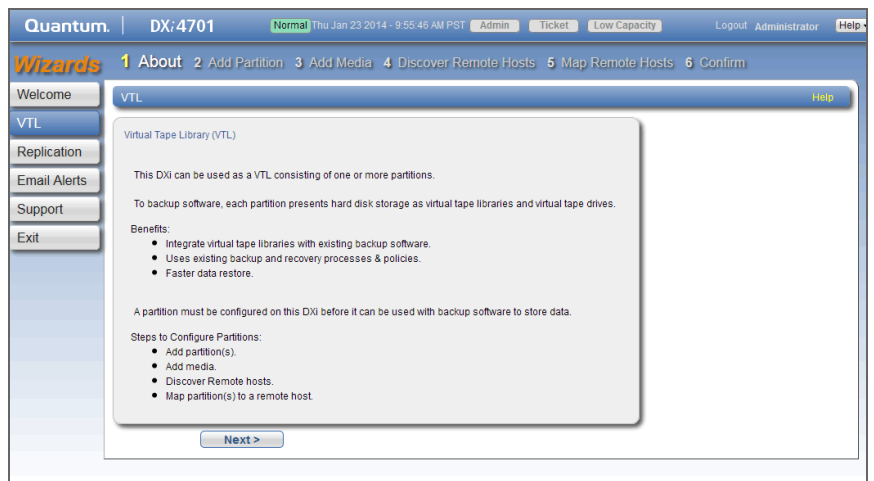 Quantum. DXi4701 Normal Thu Jan 23 2014 - 9:55:46 AM PST Admin Ticket Low Capacity Logout Administrator Help
Wizards 1 About 2 Add Partition 3 Add Media 4 Discover Remote Hosts 5 Map Remote Hosts 6 Confirm
Welcome
VTL
Replication
Email Alerts
Support
Exit
VTL Help
Virtual Tape Library (VTL)
This DXi can be used as a VTL consisting of one or more partitions.
To backup software, each partition presents hard disk storage as virtual tape libraries and virtual tape drives.
Benefits:
• Integrate virtual tape libraries with existing backup software.
• Uses existing backup and recovery processes & policies.
• Faster data restore.
A partition must be configured on this DXi before it can be used with backup software to store data.
Steps to Configure Partitions:
• Add partition(s).
• Add media.
• Discover Remote hosts.
• Map partition(s) to a remote host.
Next >